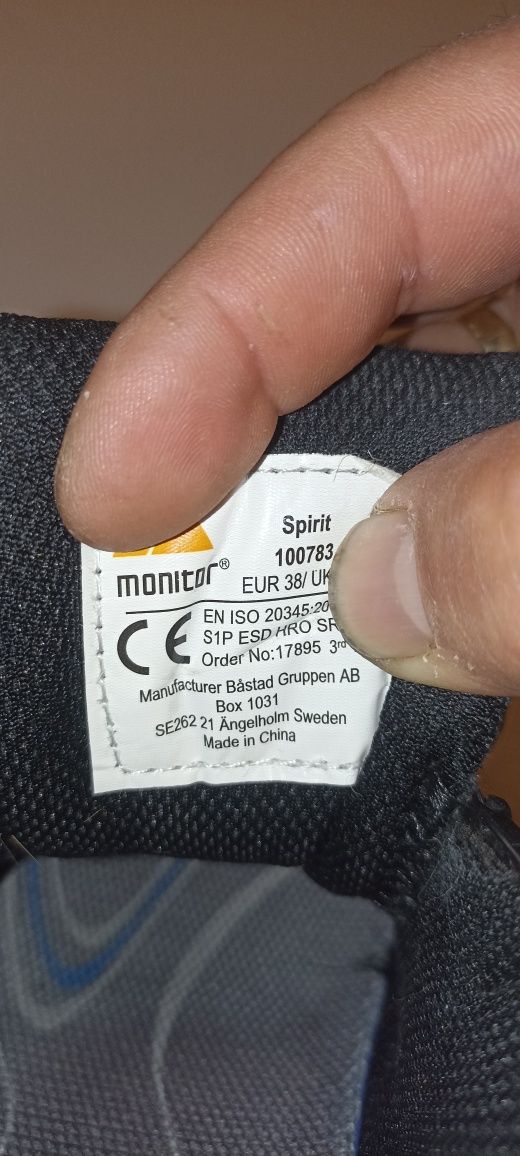 Spirit
100783
monitor®
EUR 38/ UK
EN ISO 20345:20
S1P ESD HRO SR
Order No:17895 3rd
Manufacturer Båstad Gruppen AB
Box 1031
SE262 21 Ängelholm Sweden
Made in China